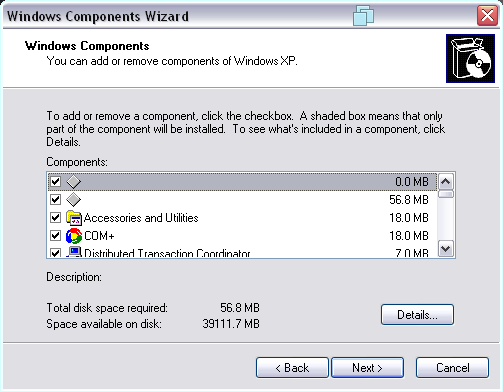 Windows Components Wizard
Windows Components
You can add or remove components of Windows XP.
To add or remove a component, click the checkbox. A shaded box means that only
part of the component will be installed. To see what's included in a component, click
Details.
Components:
0.0 MB
56.8 MB
Accessories and Utilities 18.0 MB
COM+ 18.0 MB
Distributed Transaction Coordinator 7.0 MB
Description:
Total disk space required: 56.8 MB
Space available on disk: 39111.7 MB
Details...
< Back Next > Cancel